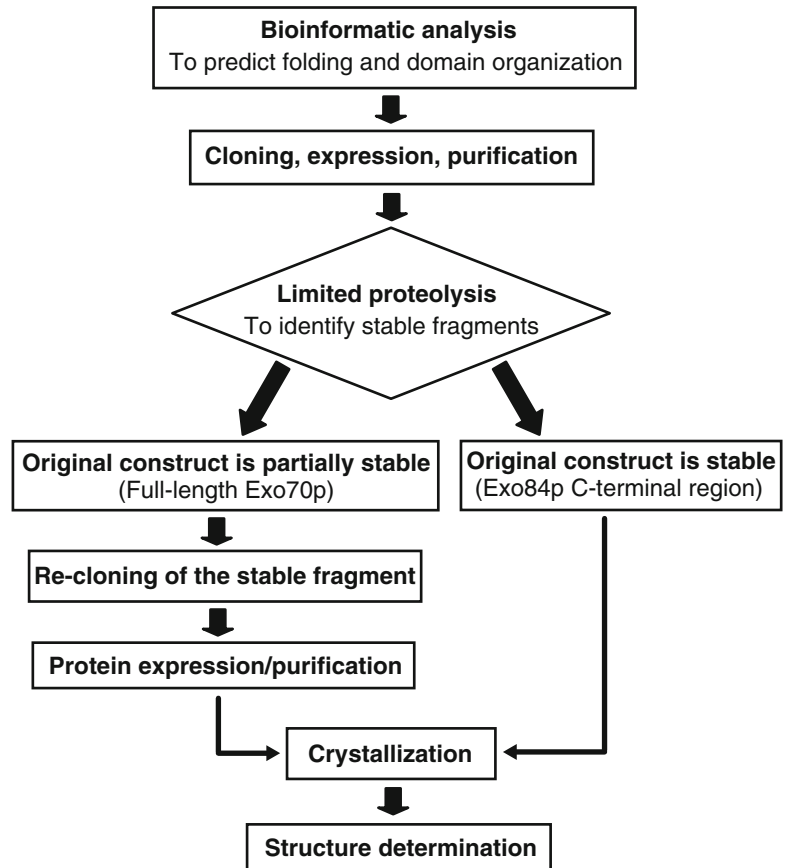 Bioinformatic analysis
To predict folding and domain organization
Cloning, expression, purification
Limited proteolysis
To identify stable fragments
Original construct is partially stable
(Full-length Exo70p)
Original construct is stable
(Exo84p C-terminal region)
Re-cloning of the stable fragment
Protein expression/purification
Crystallization
Structure determination